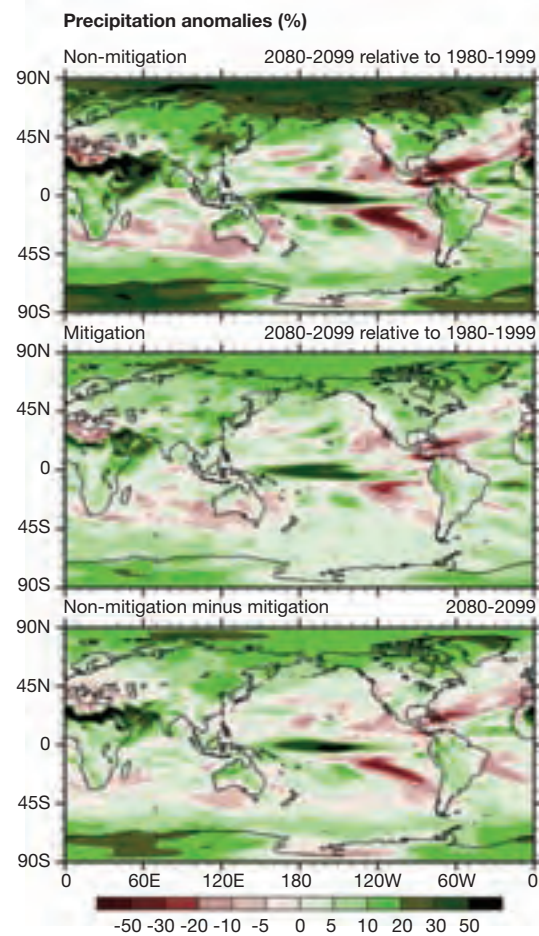 Precipitation anomalies (%)
Non-mitigation 2080-2099 relative to 1980-1999
90N
45N
0
45S
90S
Mitigation 2080-2099 relative to 1980-1999
90N
45N
0
45S
90S
Non-mitigation minus mitigation 2080-2099
90N
45N
0
45S
90S
0 60E 120E 180 120W 60W 0
-50 -30 -20 -10 -5 0 5 10 20 30 50